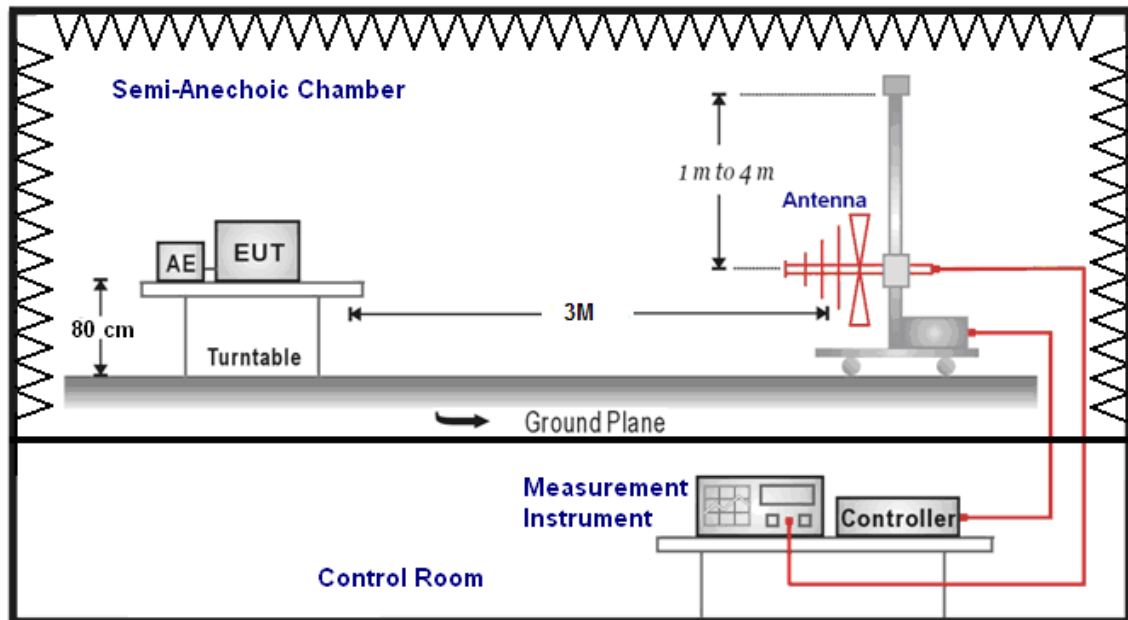 Semi-Anechoic Chamber
1 m to 4 m
Antenna
AE
EUT
80 cm
3M
Turntable
Ground Plane
Measurement
Instrument
Controller
Control Room